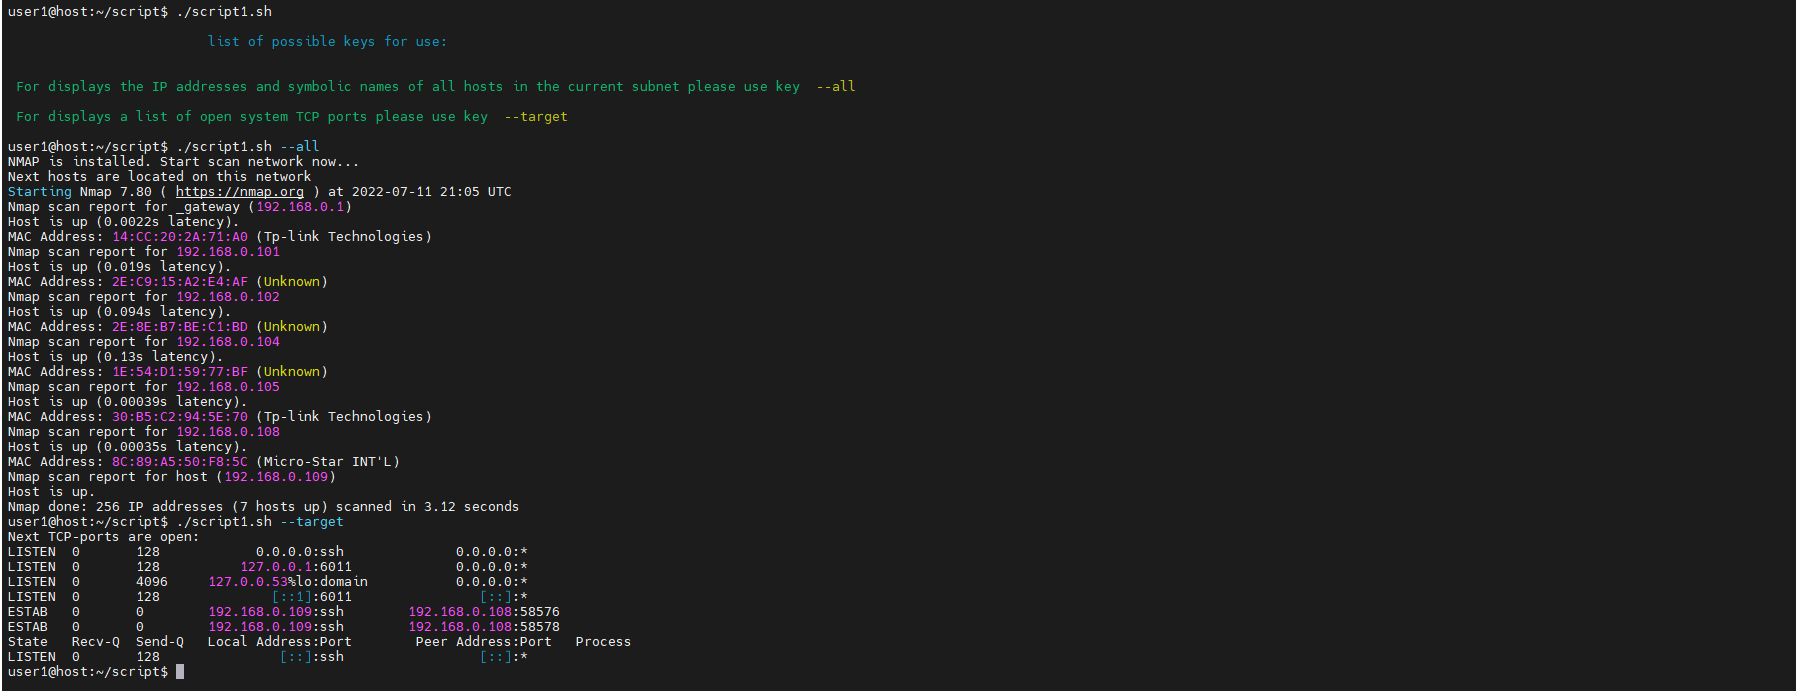 user1@host:~/script$ ./script1.sh
list of possible keys for use:
For displays the IP addresses and symbolic names of all hosts in the current subnet please use key  --all
For displays a list of open system TCP ports please use key  --target
user1@host:~/script$ ./script1.sh --all
NMAP is installed. Start scan network now...
Next hosts are located on this network
Starting Nmap 7.80 ( https://nmap.org ) at 2022-07-11 21:05 UTC
Nmap scan report for _gateway (192.168.0.1)
Host is up (0.0022s latency).
MAC Address: 14:CC:20:2A:71:A0 (Tp-link Technologies)
Nmap scan report for 192.168.0.101
Host is up (0.019s latency).
MAC Address: 2E:C9:15:A2:E4:AF (Unknown)
Nmap scan report for 192.168.0.102
Host is up (0.094s latency).
MAC Address: 2E:8E:B7:BE:C1:BD (Unknown)
Nmap scan report for 192.168.0.104
Host is up (0.13s latency).
MAC Address: 1E:54:D1:59:77:BF (Unknown)
Nmap scan report for 192.168.0.105
Host is up (0.00039s latency).
MAC Address: 30:B5:C2:94:5E:70 (Tp-link Technologies)
Nmap scan report for 192.168.0.108
Host is up (0.00035s latency).
MAC Address: 8C:89:A5:50:F8:5C (Micro-Star INT'L)
Nmap scan report for host (192.168.0.109)
Host is up.
Nmap done: 256 IP addresses (7 hosts up) scanned in 3.12 seconds
user1@host:~/script$ ./script1.sh --target
Next TCP-ports are open:
LISTEN  0       128            0.0.0.0:ssh              0.0.0.0:*
LISTEN  0       128          127.0.0.1:6011             0.0.0.0:*
LISTEN  0       4096     127.0.0.53%lo:domain           0.0.0.0:*
LISTEN  0       128              [::1]:6011                [::]:*
ESTAB   0       0        192.168.0.109:ssh        192.168.0.108:58576
ESTAB   0       0        192.168.0.109:ssh        192.168.0.108:58578
State   Recv-Q  Send-Q   Local Address:Port        Peer Address:Port   Process
LISTEN  0       128               [::]:ssh                 [::]:*
user1@host:~/script$